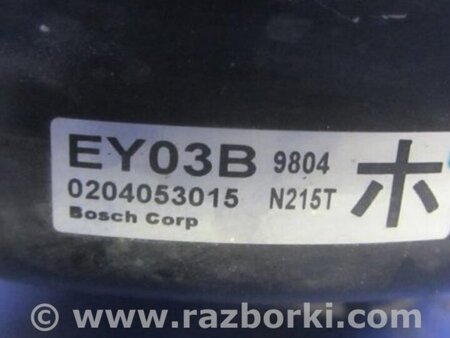 EY03B 9804 ホ
0204053015 N215T
Bosch Corp
© www.razborki.com